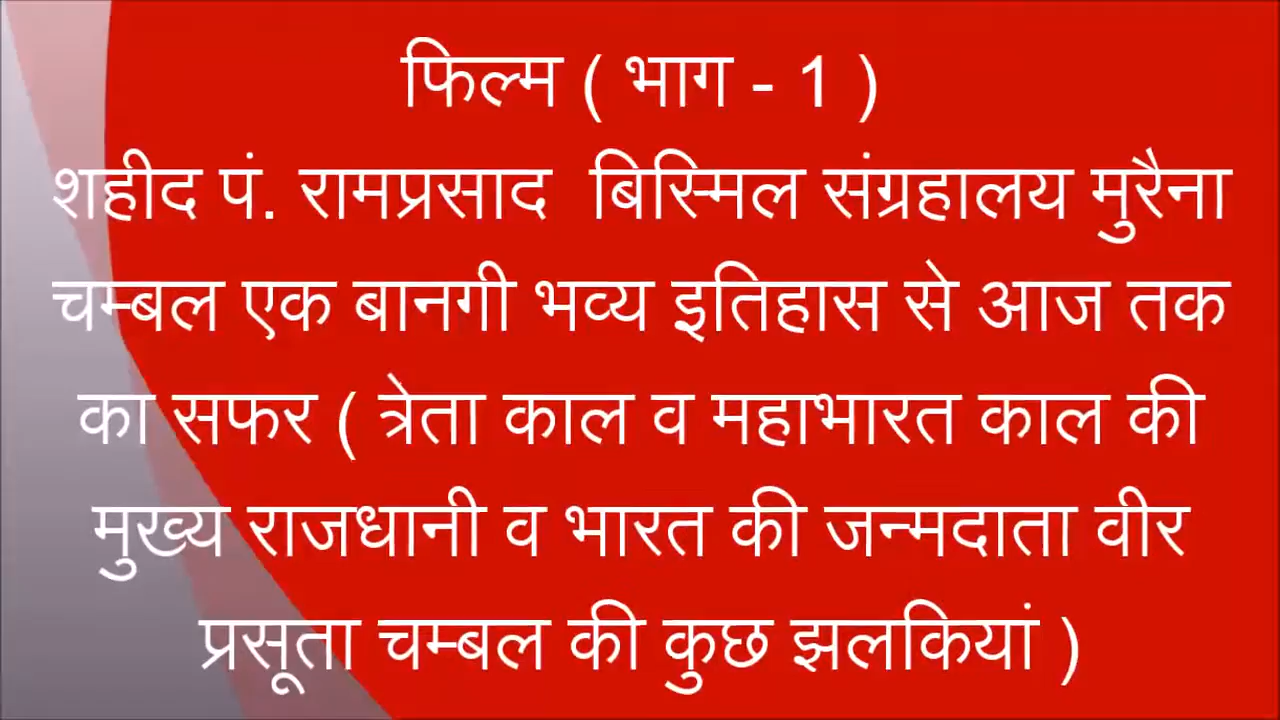 फिल्म ( भाग - 1 )
शहीद पं. रामप्रसाद बिस्मिल संग्रहालय मुरैना
चम्बल एक बानगी भव्य इतिहास से आज तक
का सफर ( त्रेता काल व महाभारत काल की
मुख्य राजधानी व भारत की जन्मदाता वीर
प्रसूता चम्बल की कुछ झलकियां )